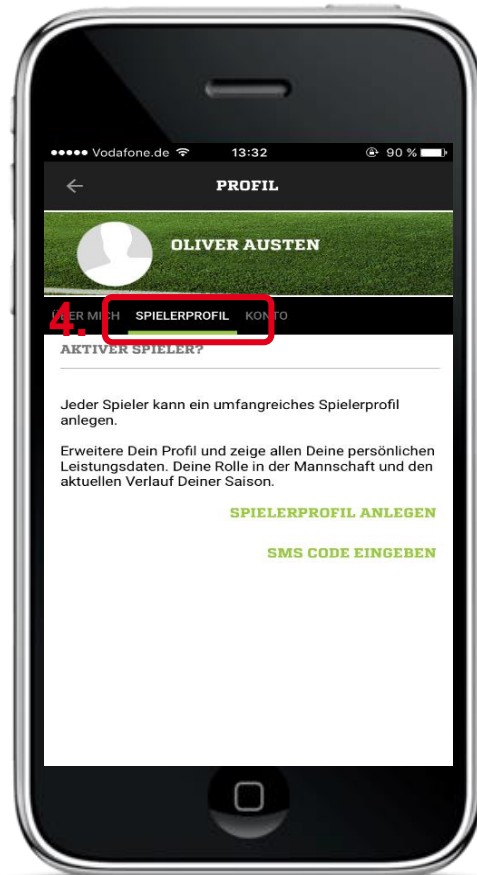 Vodafone.de 13:32 90 %
PROFIL
OLIVER AUSTEN
4. ÜBER MICH SPIELERPROFIL KONTO
AKTIVER SPIELER?
Jeder Spieler kann ein umfangreiches Spielerprofil
anlegen.
Erweitere Dein Profil und zeige allen Deine persönlichen
Leistungsdaten. Deine Rolle in der Mannschaft und den
aktuellen Verlauf Deiner Saison.
SPIELERPROFIL ANLEGEN
SMS CODE EINGEBEN